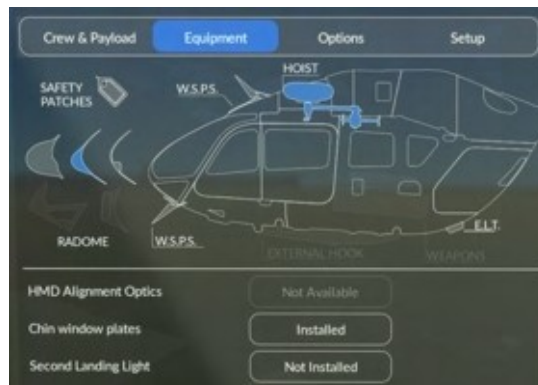 Crew & Payload Equipment Options Setup
HOIST
SAFETY
PATCHES
W.S.P.S.
RADOME
W.S.P.S.
E.L.T.
EXTERNAL HOOK
WEAPONS
HMD Alignment Optics Not Available
Chin window plates Installed
Second Landing Light Not Installed